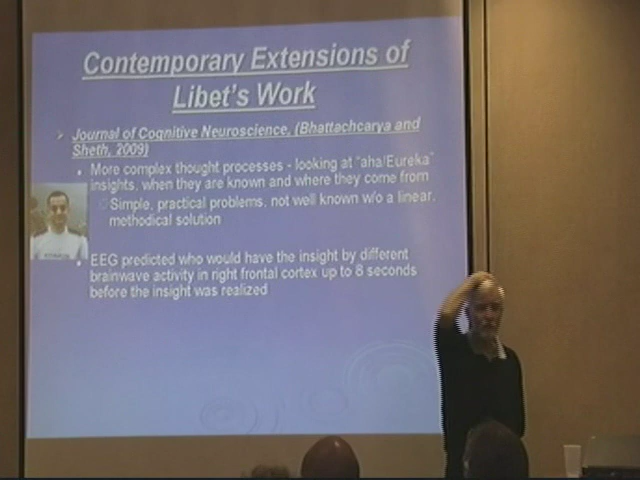 Contemporary Extensions of
Libet's Work
Journal of Cognitive Neuroscience, (Bhattachcarya and
Sheth, 2009)
More complex thought processes - looking at "aha/Eureka"
insights, when they are known and where they come from
Simple, practical problems, not well known w/o a linear,
methodical solution
EEG predicted who would have the insight by different
brainwave activity in right frontal cortex up to 8 seconds
before the insight was realized